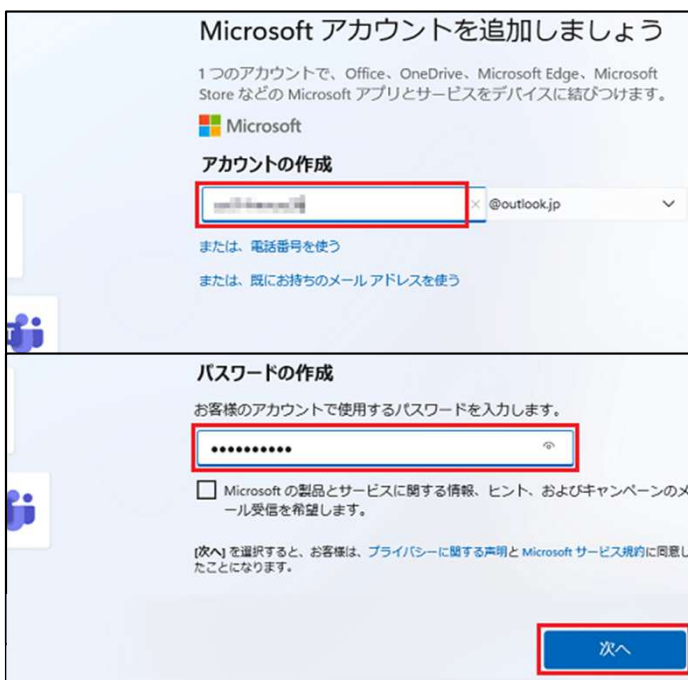 Microsoft アカウントを追加しましょう
1 つのアカウントで、Office、OneDrive、Microsoft Edge、Microsoft
Store などの Microsoft アプリとサービスをデバイスに結びつけます。
Microsoft
アカウントの作成
@outlook.jp
または、電話番号を使う
または、既にお持ちのメール アドレスを使う
パスワードの作成
お客様のアカウントで使用するパスワードを入力します。
Microsoft の製品とサービスに関する情報、ヒント、およびキャンペーンのメ
ール受信を希望します。
[次へ] を選択すると、お客様は、プライバシーに関する声明と Microsoft サービス規約に同意し
たことになります。
次へ